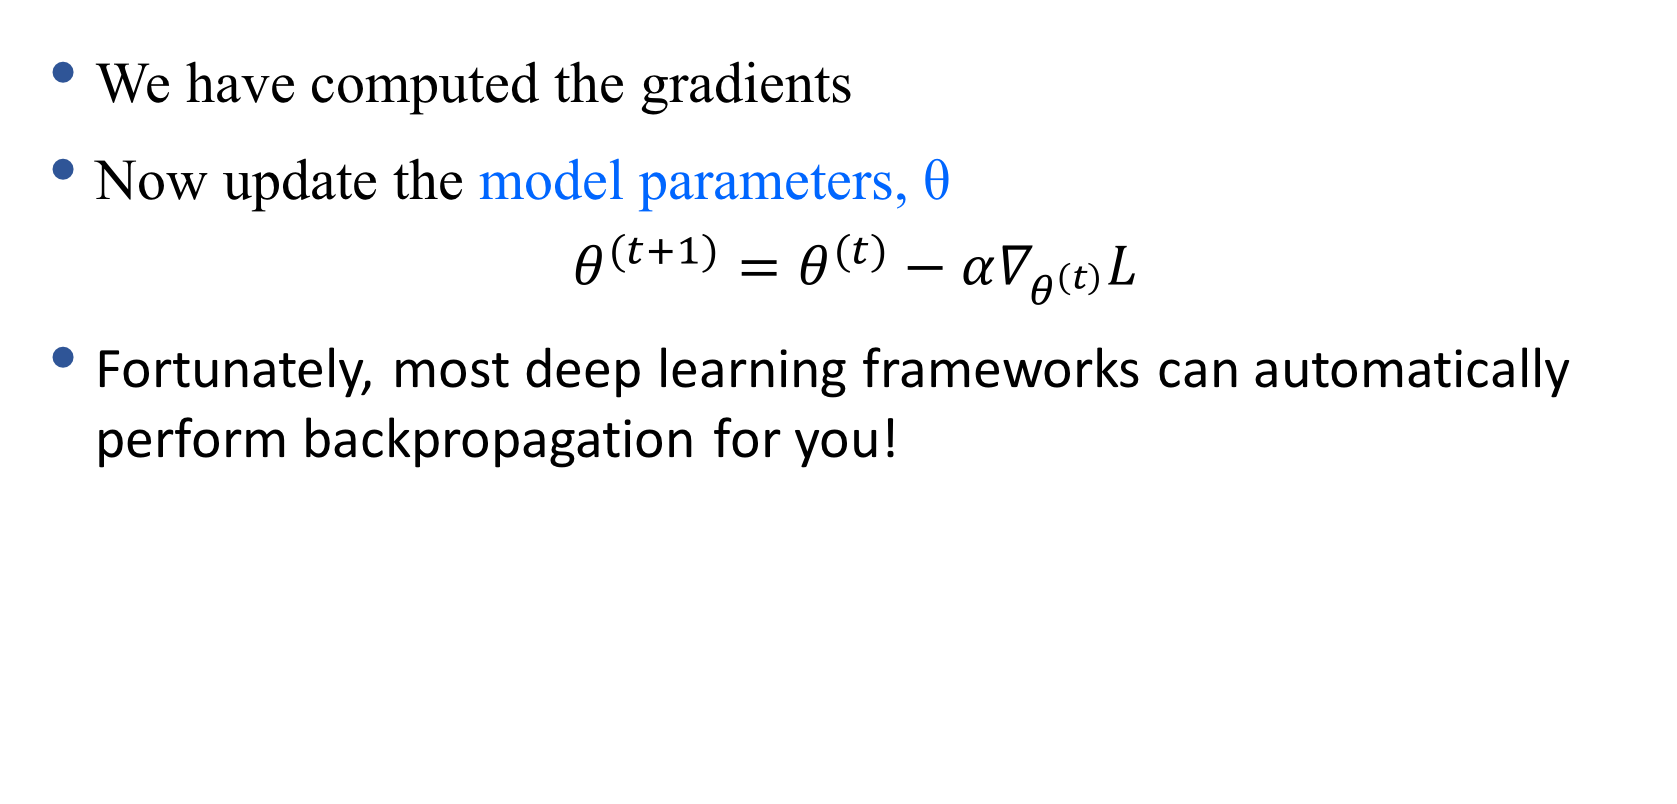 • We have computed the gradients
• Now update the model parameters, θ
θ^(t+1) = θ^(t) − α∇_θ^(t) L
• Fortunately, most deep learning frameworks can automatically
perform backpropagation for you!